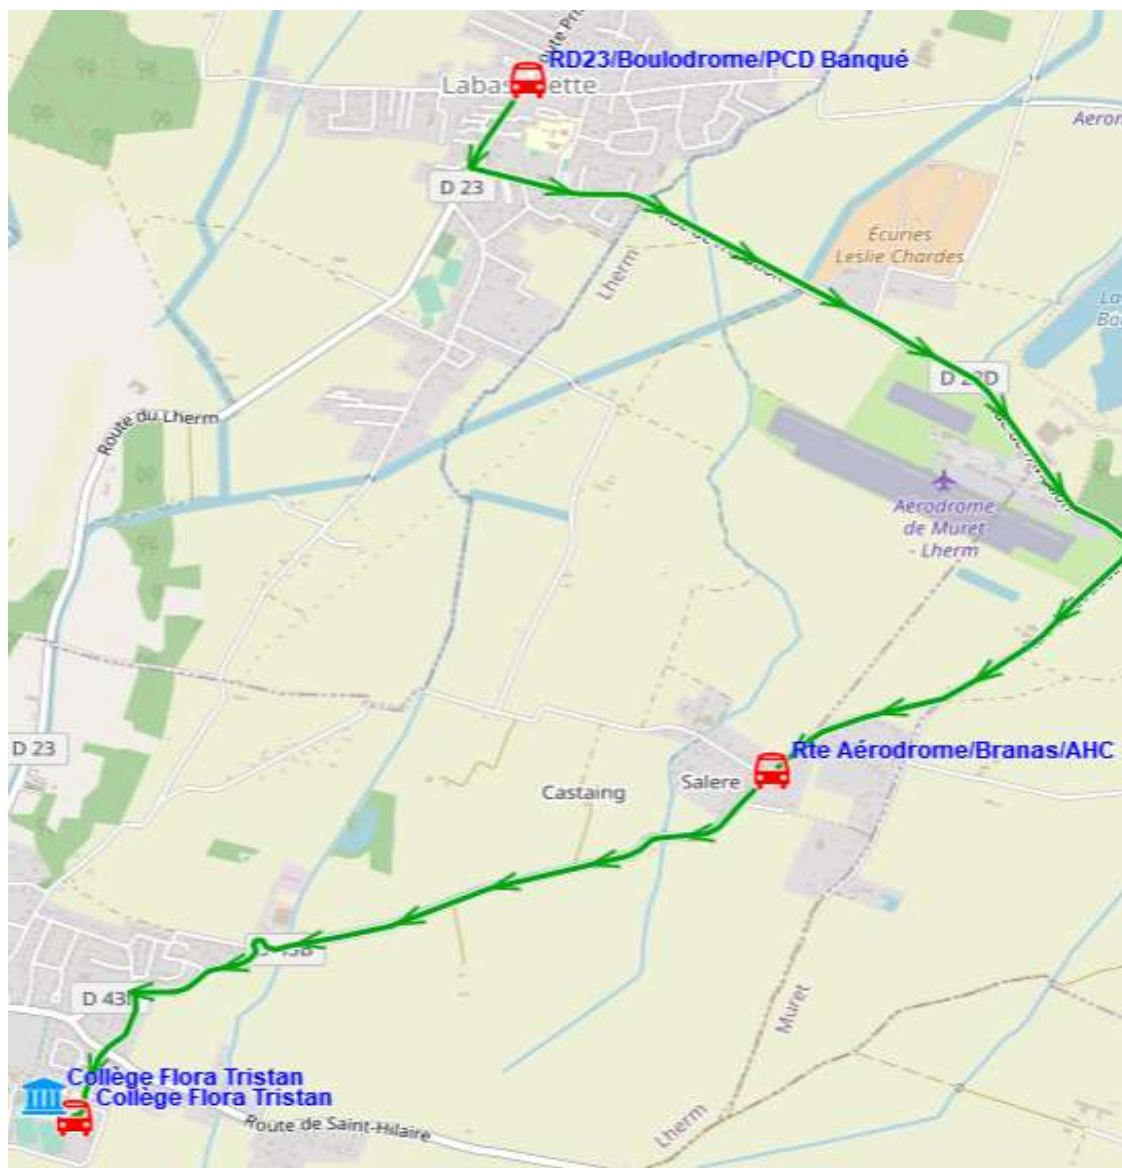 RD23/Boulodrome/PCD Banqué
D 23
Lherm
Écuries
Leslie Chardes
Route du Lherm
Aérodrome
de Muret
- Lherm
D 23
Rte Aérodrome/Branas/AHC
Salere
Castaing
Muret
Collège Flora Tristan
Collège Flora Tristan
Route de Saint-Hilaire
Lherm